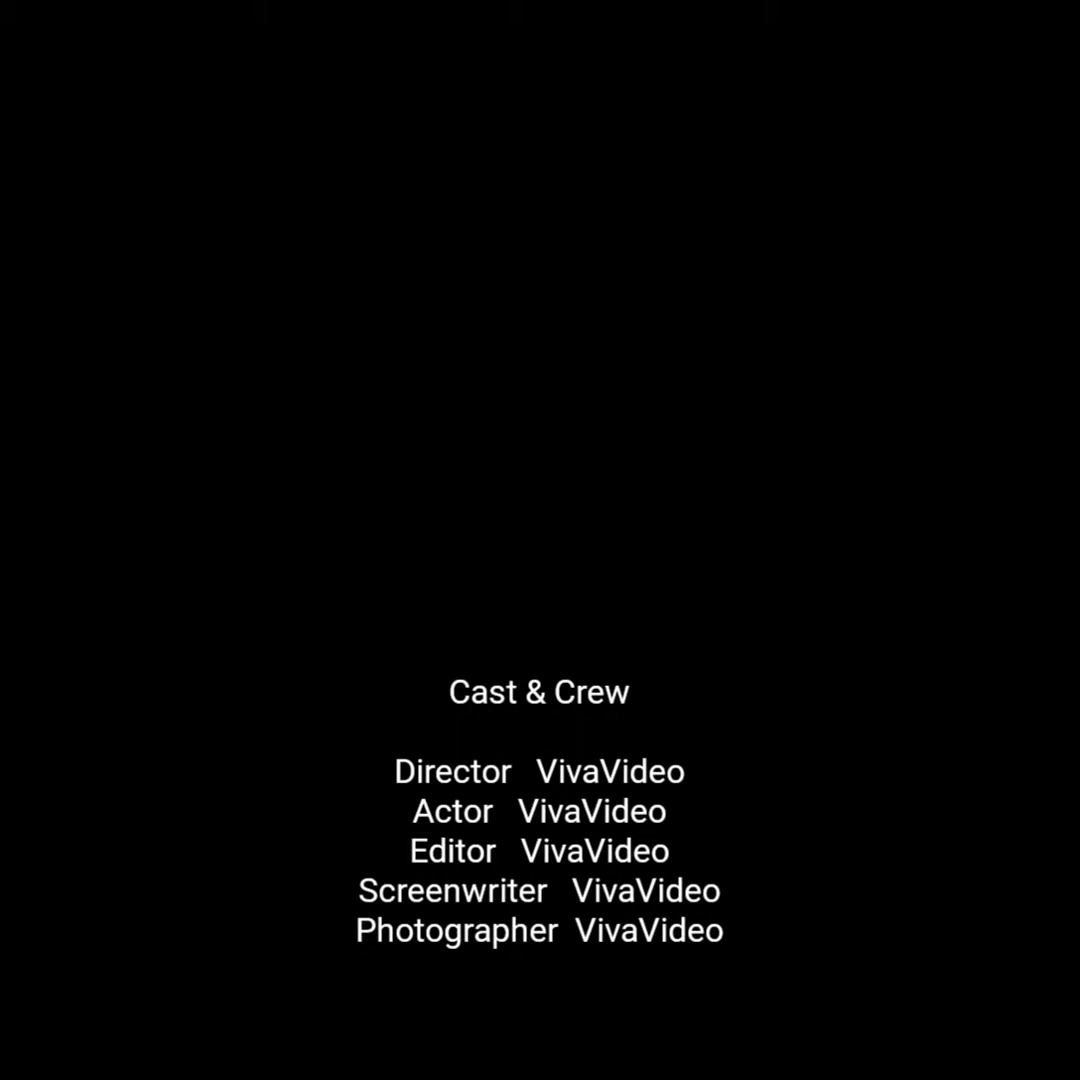 Cast & Crew
Director VivaVideo
Actor VivaVideo
Editor VivaVideo
Screenwriter VivaVideo
Photographer VivaVideo